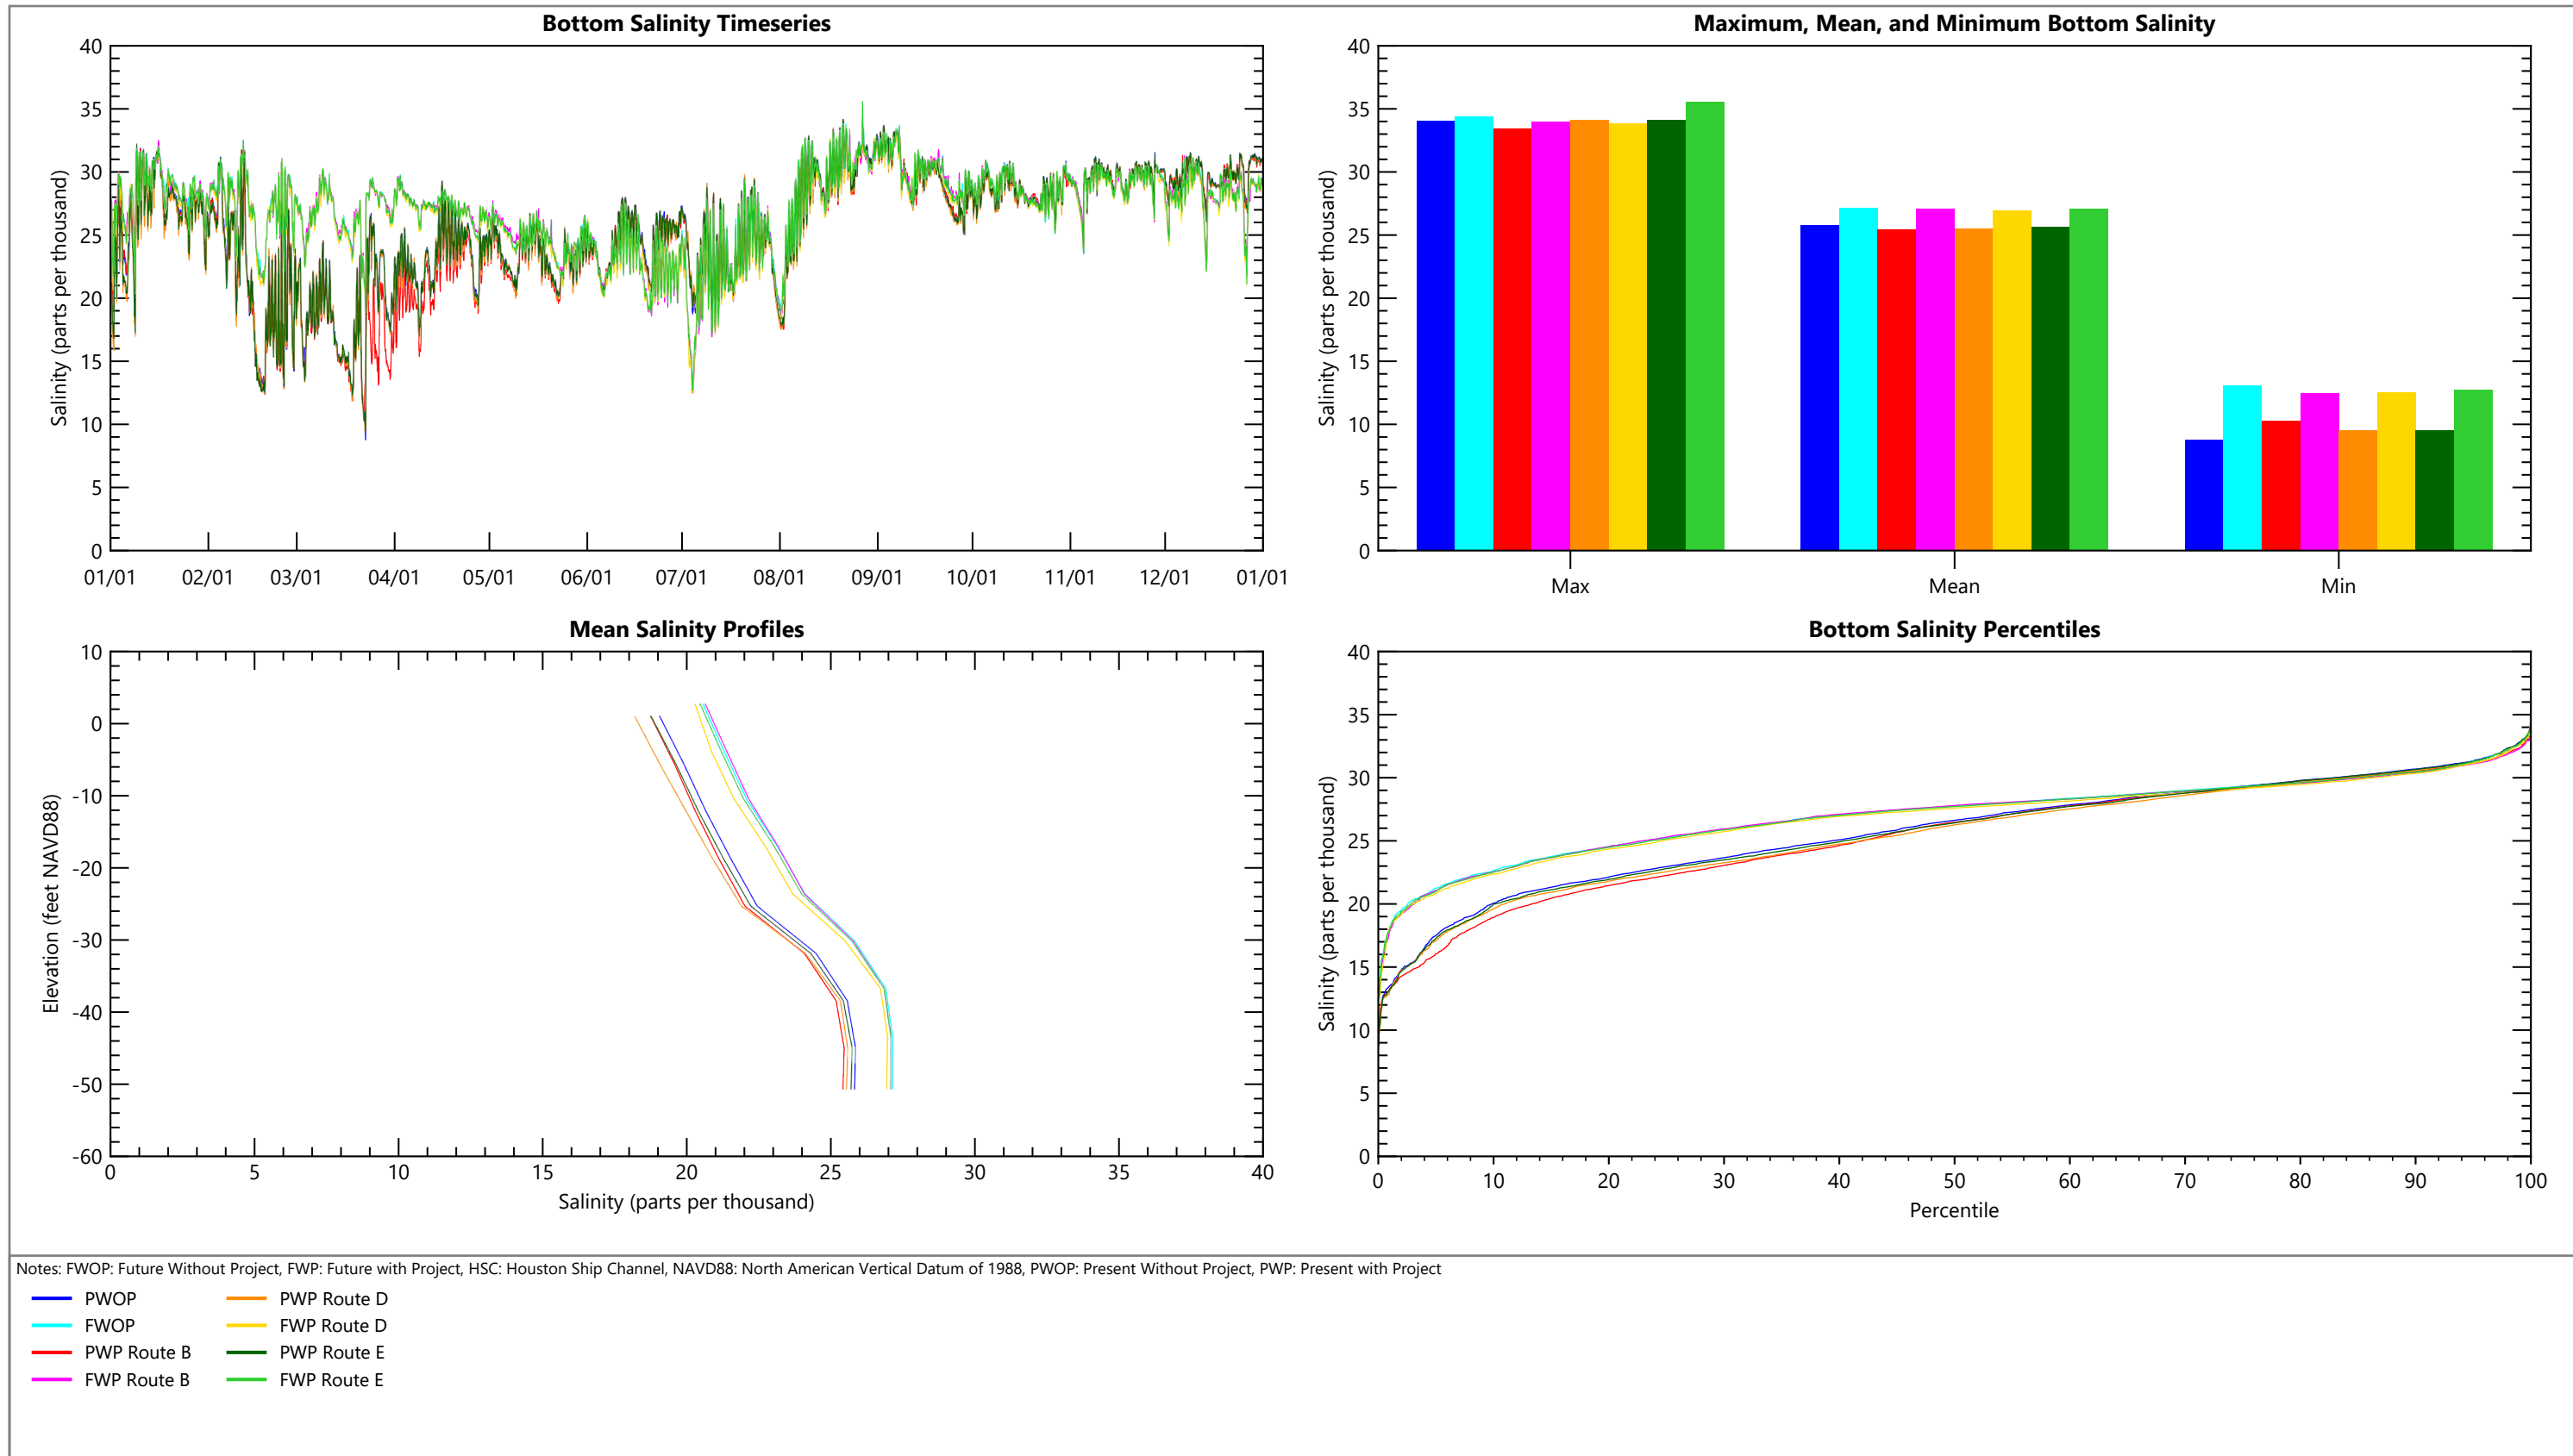 Bottom Salinity Timeseries
Salinity (parts per thousand)
40
35
30
25
20
15
10
5
0
01/01 02/01 03/01 04/01 05/01 06/01 07/01 08/01 09/01 10/01 11/01 12/01 01/01
Maximum, Mean, and Minimum Bottom Salinity
Salinity (parts per thousand)
40
35
30
25
20
15
10
5
0
Max Mean Min
Mean Salinity Profiles
Elevation (feet NAVD88)
10
0
-10
-20
-30
-40
-50
-60
0 5 10 15 20 25 30 35 40
Salinity (parts per thousand)
Bottom Salinity Percentiles
Salinity (parts per thousand)
40
35
30
25
20
15
10
5
0
0 10 20 30 40 50 60 70 80 90 100
Percentile
Notes: FWOP: Future Without Project, FWP: Future with Project, HSC: Houston Ship Channel, NAVD88: North American Vertical Datum of 1988, PWOP: Present Without Project, PWP: Present with Project
PWOP
FWOP
PWP Route B
FWP Route B
PWP Route D
FWP Route D
PWP Route E
FWP Route E